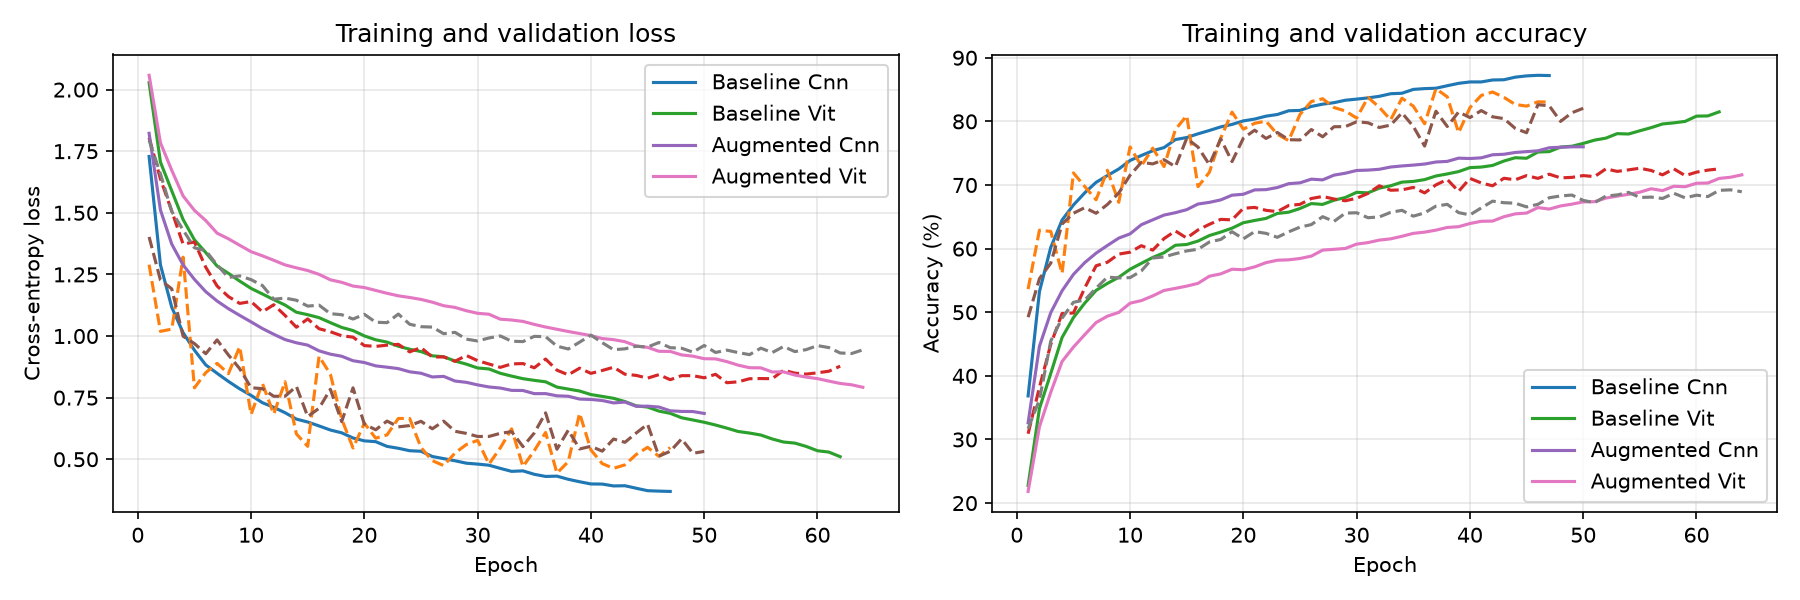 Training and validation loss
Cross-entropy loss
2.00
1.75
1.50
1.25
1.00
0.75
0.50
0
10
20
30
40
50
60
Epoch
Baseline Cnn
Baseline Vit
Augmented Cnn
Augmented Vit
Training and validation accuracy
Accuracy (%)
90
80
70
60
50
40
30
20
0
10
20
30
40
50
60
Epoch
Baseline Cnn
Baseline Vit
Augmented Cnn
Augmented Vit